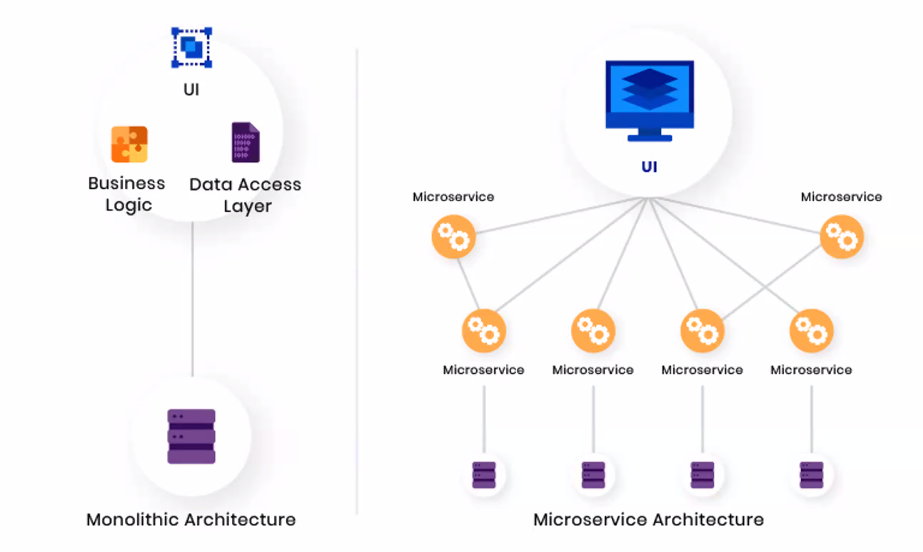 UI
Business
Logic
Data Access
Layer
Monolithic Architecture
UI
Microservice
Microservice
Microservice
Microservice
Microservice
Microservice
Microservice Architecture